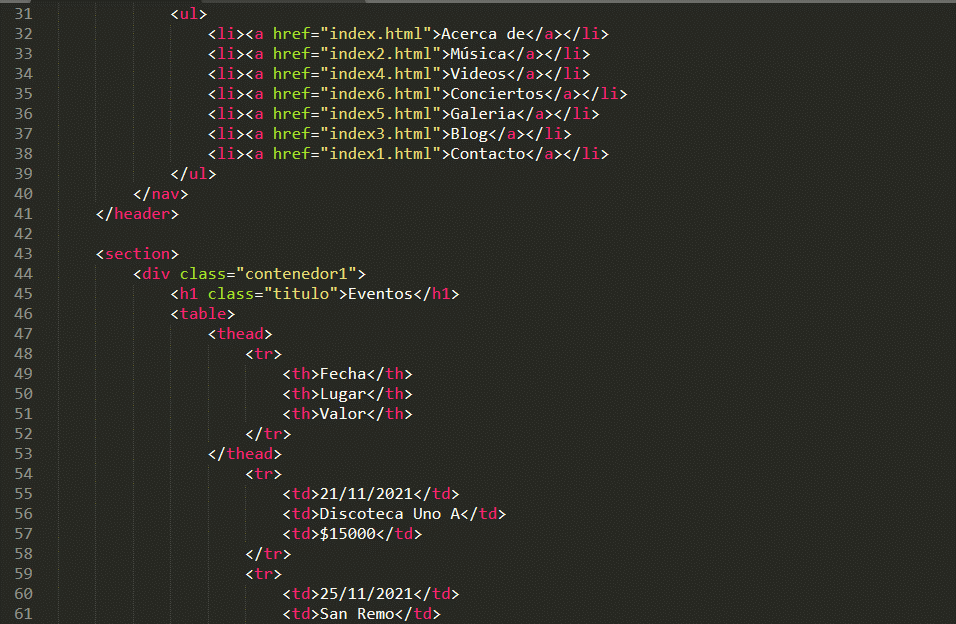 31 <ul>
32 <li><a href="index.html">Acerca de</a></li>
33 <li><a href="index2.html">Música</a></li>
34 <li><a href="index4.html">Videos</a></li>
35 <li><a href="index6.html">Conciertos</a></li>
36 <li><a href="index5.html">Galeria</a></li>
37 <li><a href="index3.html">Blog</a></li>
38 <li><a href="index1.html">Contacto</a></li>
39 </ul>
40 </nav>
41 </header>
42
43 <section>
44 <div class="contenedor1">
45 <h1 class="titulo">Eventos</h1>
46 <table>
47 <thead>
48 <tr>
49 <th>Fecha</th>
50 <th>Lugar</th>
51 <th>Valor</th>
52 </tr>
53 </thead>
54 <tr>
55 <td>21/11/2021</td>
56 <td>Discoteca Uno A</td>
57 <td>$15000</td>
58 </tr>
59 <tr>
60 <td>25/11/2021</td>
61 <td>San Remo</td>